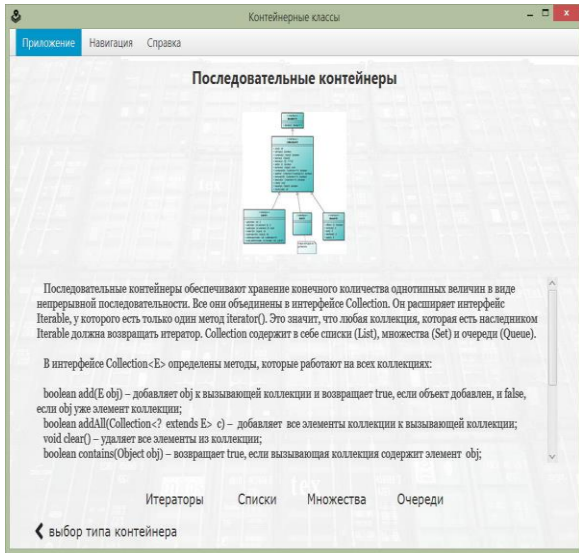 Контейнерные классы
Приложение Навигация Справка
Последовательные контейнеры
Последовательные контейнеры обеспечивают хранение конечного количества однотипных величин в виде
непрерывной последовательности. Все они объединены в интерфейсе Collection. Он расширяет интерфейс
Iterable, у которого есть только один метод iterator(). Это значит, что любая коллекция, которая есть наследником
Iterable должна возвращать итератор. Collection содержит в себе списки (List), множества (Set) и очереди (Queue).
В интерфейсе Collection<E> определены методы, которые работают на всех коллекциях:
boolean add(E obj) – добавляет obj к вызывающей коллекции и возвращает true, если объект добавлен, и false,
если obj уже элемент коллекции;
boolean addAll(Collection<? extends E> c) – добавляет все элементы коллекции к вызывающей коллекции;
void clear() – удаляет все элементы из коллекции;
boolean contains(Object obj) – возвращает true, если вызывающая коллекция содержит элемент obj;
Итераторы Списки Множества Очереди
выбор типа контейнера